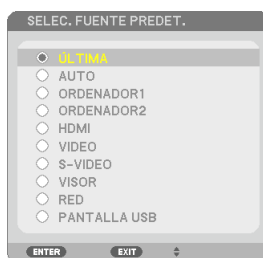 SELEC. FUENTE PREDET.
ÚLTIMA
AUTO
ORDENADOR1
ORDENADOR2
HDMI
VIDEO
S-VIDEO
VISOR
RED
PANTALLA USB
ENTER EXIT